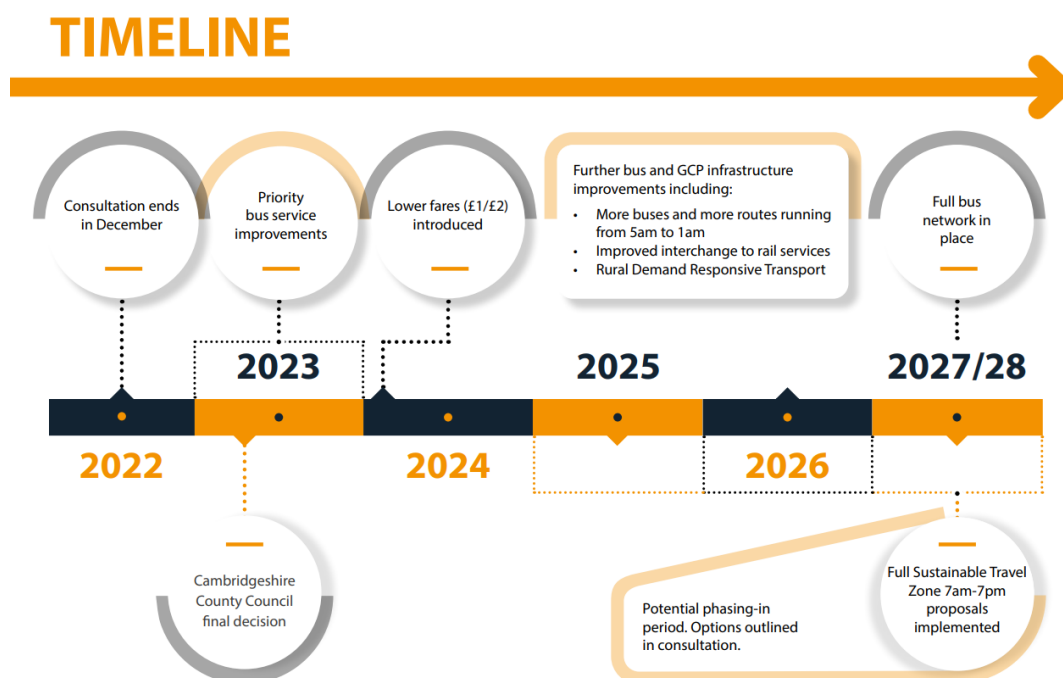 TIMELINE
Consultation ends
in December
Priority
bus service
improvements
Lower fares (£1/£2)
introduced
Further bus and GCP infrastructure
improvements including:
• More buses and more routes running
from 5am to 1am
• Improved interchange to rail services
• Rural Demand Responsive Transport
Full bus
network in
place
2023
2025
2027/28
2022
2024
2026
Cambridgeshire
County Council
final decision
Potential phasing-in
period. Options outlined
in consultation.
Full Sustainable Travel
Zone 7am-7pm
proposals
implemented